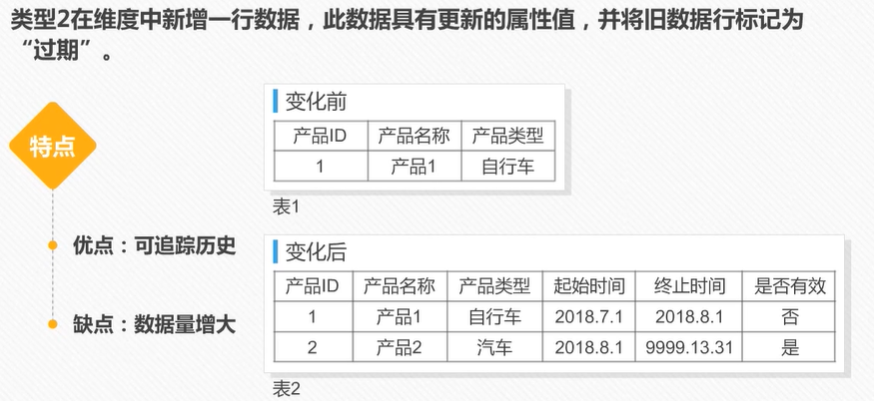 类型2在维度中新增一行数据，此数据具有更新的属性值，并将旧数据行标记为
“过期”。
特点
优点：可追踪历史
缺点：数据量增大
变化前
产品ID 产品名称 产品类型
1 产品1 自行车
表1
变化后
产品ID 产品名称 产品类型 起始时间 终止时间 是否有效
1 产品1 自行车 2018.7.1 2018.8.1 否
2 产品2 汽车 2018.8.1 9999.13.31 是
表2